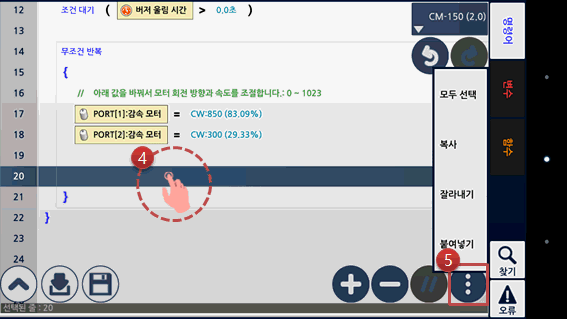 12 조건 대기 ( 버저 울림 시간 > 0.0초 )
13
14 무조건 반복
15 {
16 // 아래 값을 바꿔서 모터 회전 방향과 속도를 조절합니다.: 0 ~ 1023
17 PORT[1]:감속 모터 = CW:850 (83.09%)
18 PORT[2]:감속 모터 = CW:300 (29.33%)
19
20
21 }
22 }
23
24
CM-150 (2.0)
명령어
변수
함수
모두 선택
복사
잘라내기
붙여넣기
찾기
오류
4
5
//
선택된 줄 : 20